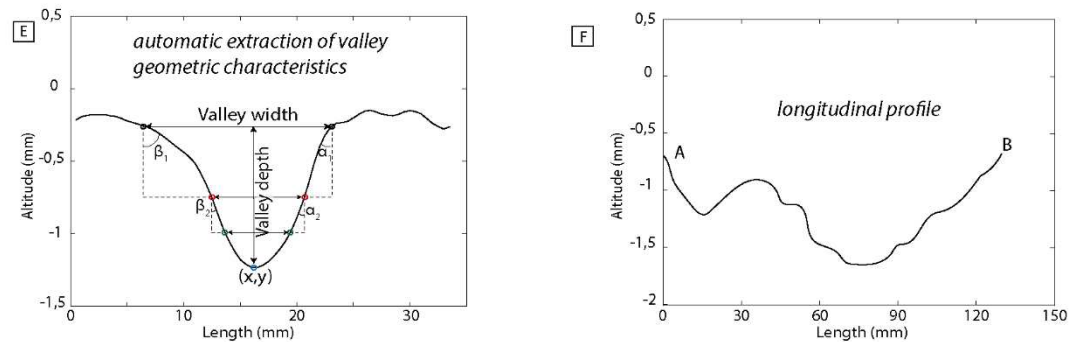 E
automatic extraction of valley
geometric characteristics
Valley width
Valley depth
β1
α1
β2
α2
(x,y)
Altitude (mm)
0,5
0
-0,5
-1
-1,5
0
10
20
30
Length (mm)
F
longitudinal profile
A
B
Altitude (mm)
0,5
0
-0,5
-1
-1,5
-2
0
30
60
90
120
150
Length (mm)